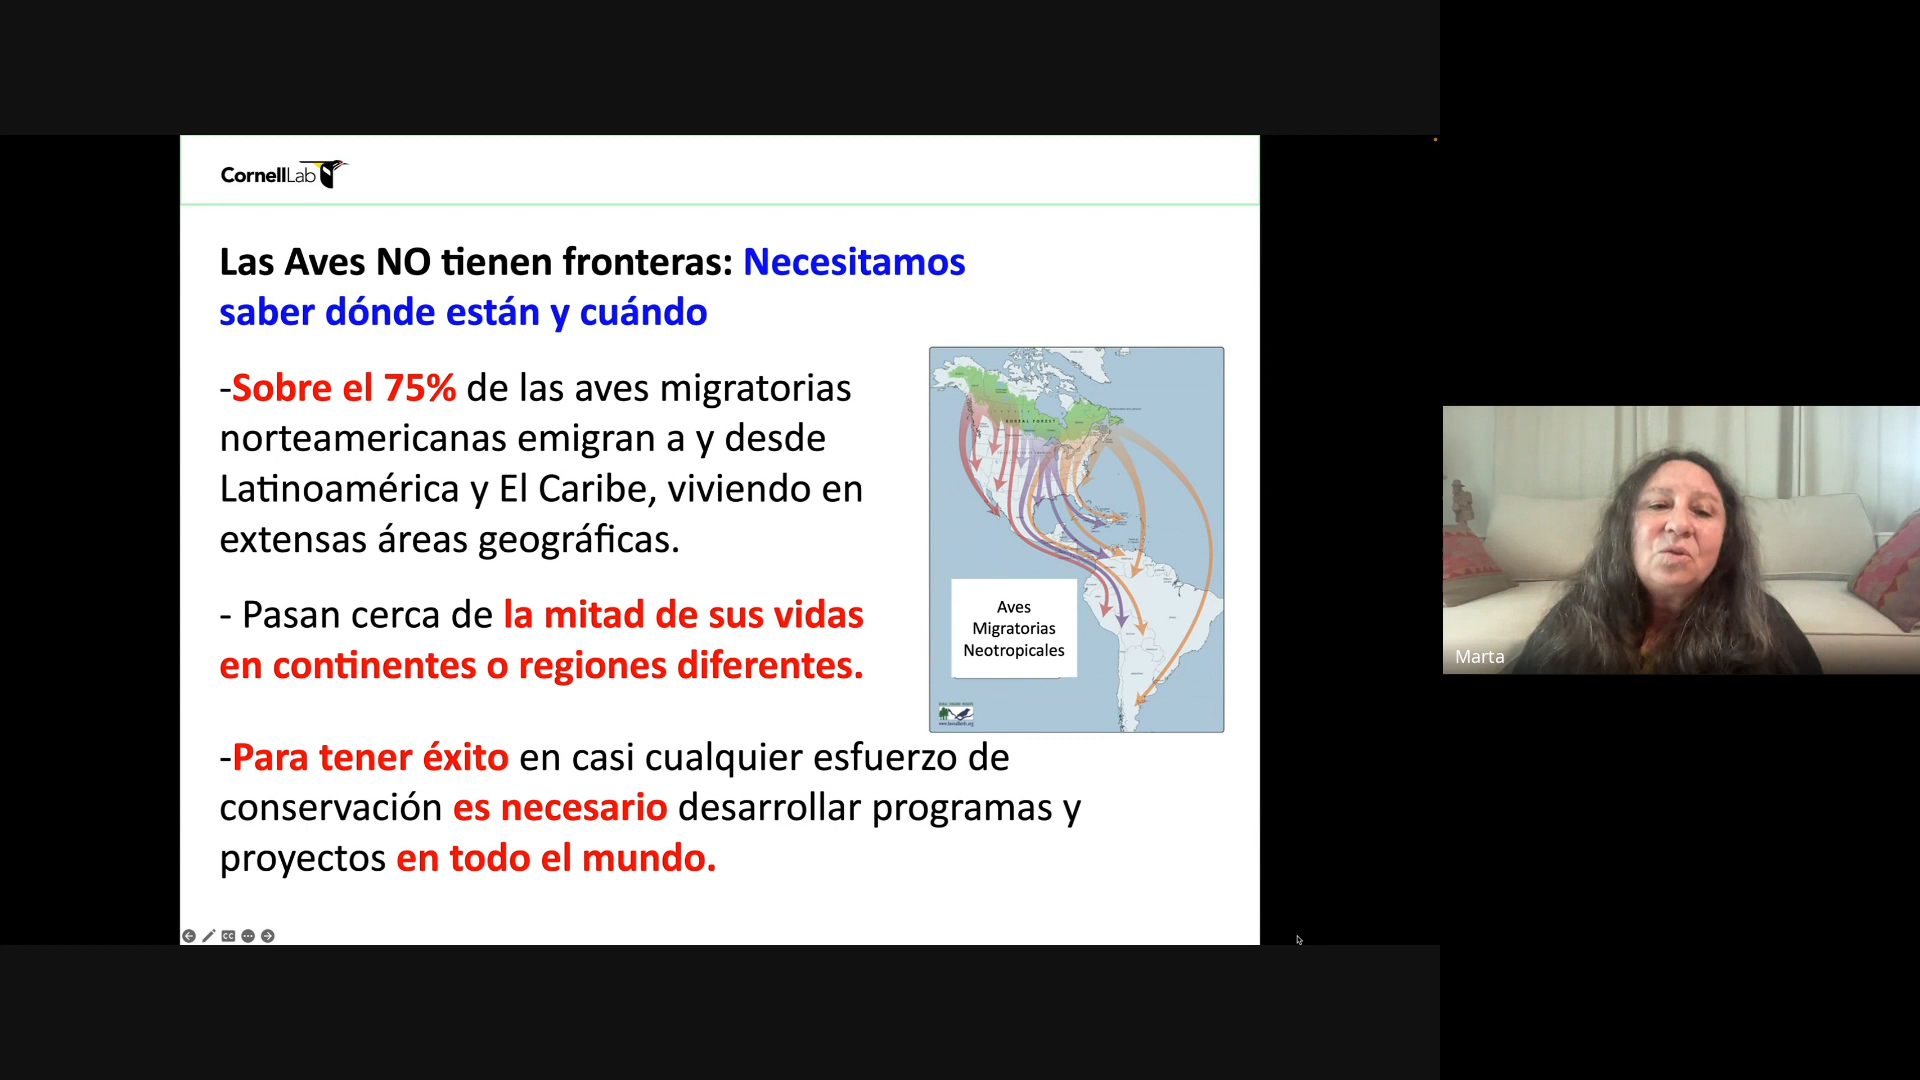 CornellLab
Las Aves NO tienen fronteras: Necesitamos
saber dónde están y cuándo
-Sobre el 75% de las aves migratorias
norteamericanas emigran a y desde
Latinoamérica y El Caribe, viviendo en
extensas áreas geográficas.
- Pasan cerca de la mitad de sus vidas
en continentes o regiones diferentes.
-Para tener éxito en casi cualquier esfuerzo de
conservación es necesario desarrollar programas y
proyectos en todo el mundo.
BOREAL FOREST
Aves
Migratorias
Neotropicales
CC
Marta